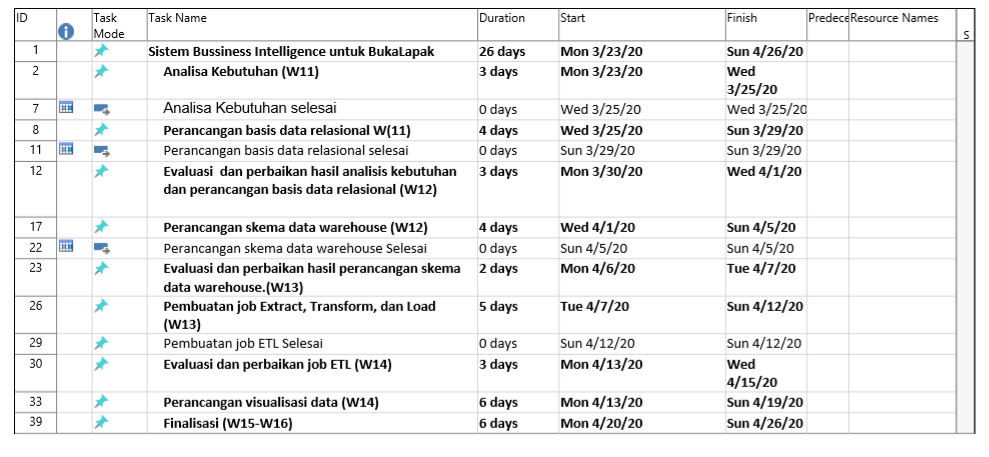 ID Task Mode Task Name Duration Start Finish Predece Resource Names S
1 Sistem Bussiness Intelligence untuk BukaLapak 26 days Mon 3/23/20 Sun 4/26/20
2 Analisa Kebutuhan (W11) 3 days Mon 3/23/20 Wed 3/25/20
7 Analisa Kebutuhan selesai 0 days Wed 3/25/20 Wed 3/25/20
8 Perancangan basis data relasional W(11) 4 days Wed 3/25/20 Sun 3/29/20
11 Perancangan basis data relasional selesai 0 days Sun 3/29/20 Sun 3/29/20
12 Evaluasi dan perbaikan hasil analisis kebutuhan 3 days Mon 3/30/20 Wed 4/1/20
dan perancangan basis data relasional (W12)
17 Perancangan skema data warehouse (W12) 4 days Wed 4/1/20 Sun 4/5/20
22 Perancangan skema data warehouse Selesai 0 days Sun 4/5/20 Sun 4/5/20
23 Evaluasi dan perbaikan hasil perancangan skema 2 days Mon 4/6/20 Tue 4/7/20
data warehouse.(W13)
26 Pembuatan job Extract, Transform, dan Load 5 days Tue 4/7/20 Sun 4/12/20
(W13)
29 Pembuatan job ETL Selesai 0 days Sun 4/12/20 Sun 4/12/20
30 Evaluasi dan perbaikan job ETL (W14) 3 days Mon 4/13/20 Wed 4/15/20
33 Perancangan visualisasi data (W14) 6 days Mon 4/13/20 Sun 4/19/20
39 Finalisasi (W15-W16) 6 days Mon 4/20/20 Sun 4/26/20